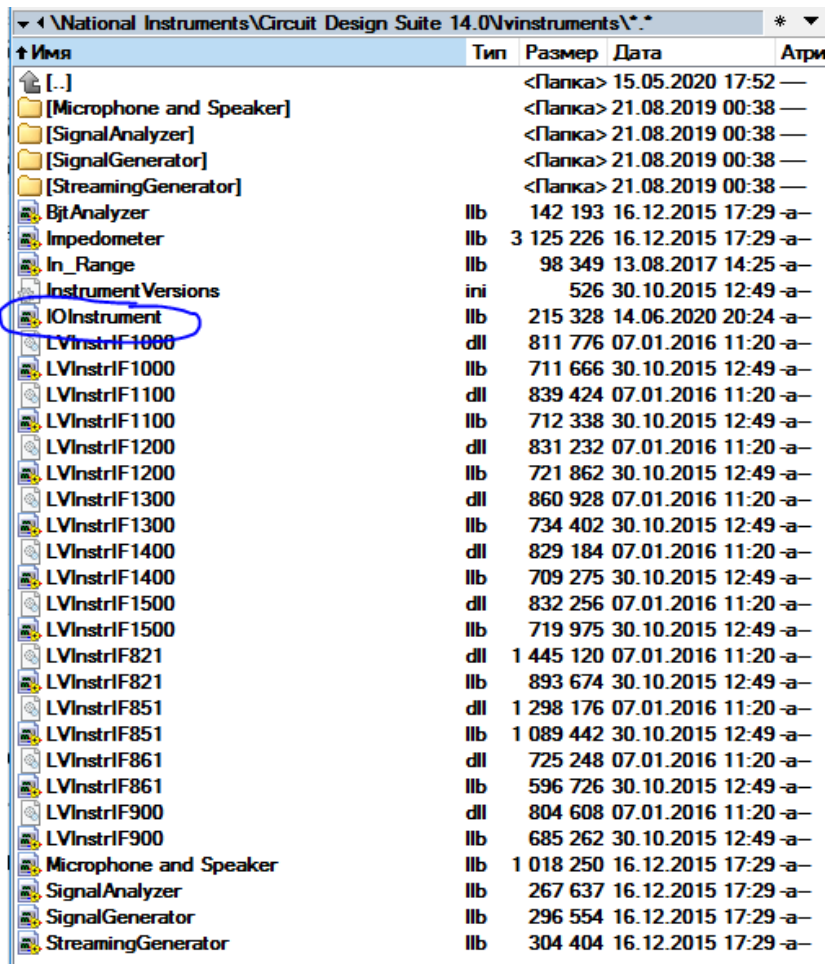 \National Instruments\Circuit Design Suite 14.0\lvinstruments\*.* * ▼
Имя Тип Размер Дата Атри
[..] <Папка> 15.05.2020 17:52 —
[Microphone and Speaker] <Папка> 21.08.2019 00:38 —
[SignalAnalyzer] <Папка> 21.08.2019 00:38 —
[SignalGenerator] <Папка> 21.08.2019 00:38 —
[StreamingGenerator] <Папка> 21.08.2019 00:38 —
BjtAnalyzer llb 142 193 16.12.2015 17:29 -a--
Impedometer llb 3 125 226 16.12.2015 17:29 -a--
In_Range llb 98 349 13.08.2017 14:25 -a--
InstrumentVersions ini 526 30.10.2015 12:49 -a--
IOInstrument llb 215 328 14.06.2020 20:24 -a--
LVInstrIF1000 dll 811 776 07.01.2016 11:20 -a--
LVInstrIF1000 llb 711 666 30.10.2015 12:49 -a--
LVInstrIF1100 dll 839 424 07.01.2016 11:20 -a--
LVInstrIF1100 llb 712 338 30.10.2015 12:49 -a--
LVInstrIF1200 dll 831 232 07.01.2016 11:20 -a--
LVInstrIF1200 llb 721 862 30.10.2015 12:49 -a--
LVInstrIF1300 dll 860 928 07.01.2016 11:20 -a--
LVInstrIF1300 llb 734 402 30.10.2015 12:49 -a--
LVInstrIF1400 dll 829 184 07.01.2016 11:20 -a--
LVInstrIF1400 llb 709 275 30.10.2015 12:49 -a--
LVInstrIF1500 dll 832 256 07.01.2016 11:20 -a--
LVInstrIF1500 llb 719 975 30.10.2015 12:49 -a--
LVInstrIF821 dll 1 445 120 07.01.2016 11:20 -a--
LVInstrIF821 llb 893 674 30.10.2015 12:49 -a--
LVInstrIF851 dll 1 298 176 07.01.2016 11:20 -a--
LVInstrIF851 llb 1 089 442 30.10.2015 12:49 -a--
LVInstrIF861 dll 725 248 07.01.2016 11:20 -a--
LVInstrIF861 llb 596 726 30.10.2015 12:49 -a--
LVInstrIF900 dll 804 608 07.01.2016 11:20 -a--
LVInstrIF900 llb 685 262 30.10.2015 12:49 -a--
Microphone and Speaker llb 1 018 250 16.12.2015 17:29 -a--
SignalAnalyzer llb 267 637 16.12.2015 17:29 -a--
SignalGenerator llb 296 554 16.12.2015 17:29 -a--
StreamingGenerator llb 304 404 16.12.2015 17:29 -a--